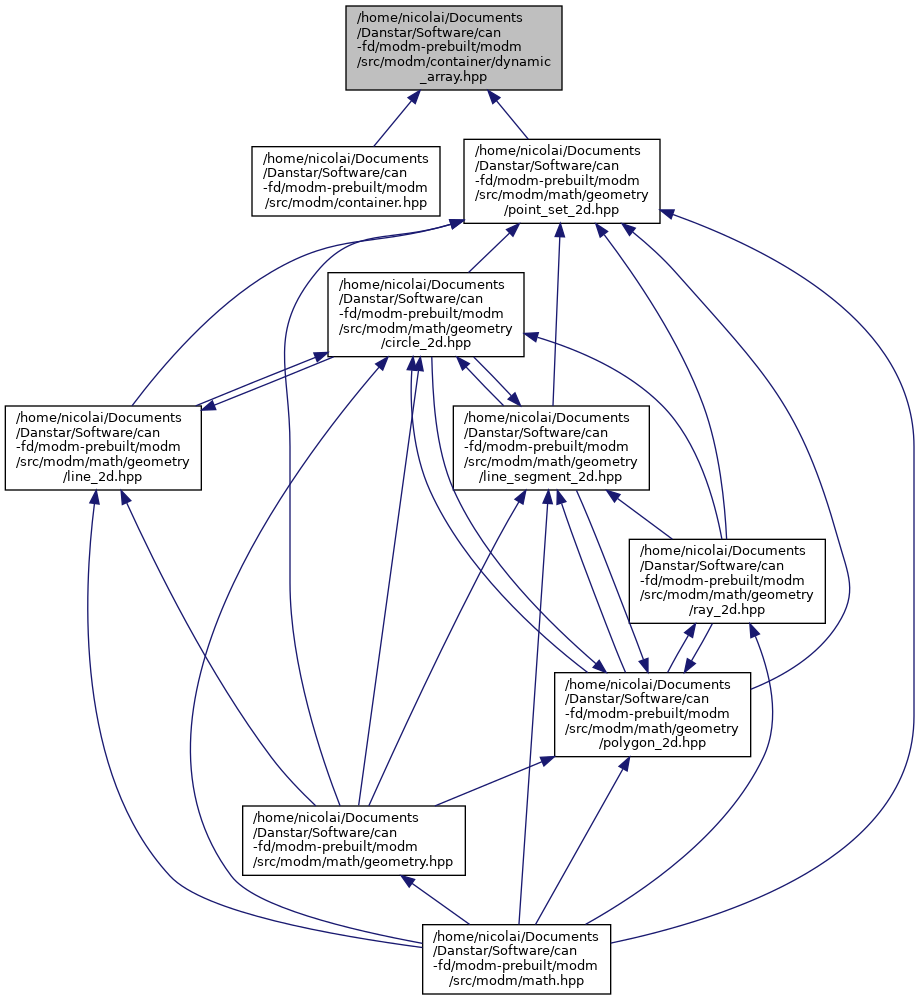 /home/nicolai/Documents
/Danstar/Software/can
-fd/modm-prebuilt/modm
/src/modm/container/dynamic
_array.hpp
/home/nicolai/Documents
/Danstar/Software/can
-fd/modm-prebuilt/modm
/src/modm/container.hpp
/home/nicolai/Documents
/Danstar/Software/can
-fd/modm-prebuilt/modm
/src/modm/math/geometry
/point_set_2d.hpp
/home/nicolai/Documents
/Danstar/Software/can
-fd/modm-prebuilt/modm
/src/modm/math/geometry
/circle_2d.hpp
/home/nicolai/Documents
/Danstar/Software/can
-fd/modm-prebuilt/modm
/src/modm/math/geometry
/line_2d.hpp
/home/nicolai/Documents
/Danstar/Software/can
-fd/modm-prebuilt/modm
/src/modm/math/geometry
/line_segment_2d.hpp
/home/nicolai/Documents
/Danstar/Software/can
-fd/modm-prebuilt/modm
/src/modm/math/geometry
/ray_2d.hpp
/home/nicolai/Documents
/Danstar/Software/can
-fd/modm-prebuilt/modm
/src/modm/math/geometry
/polygon_2d.hpp
/home/nicolai/Documents
/Danstar/Software/can
-fd/modm-prebuilt/modm
/src/modm/math/geometry.hpp
/home/nicolai/Documents
/Danstar/Software/can
-fd/modm-prebuilt/modm
/src/modm/math.hpp